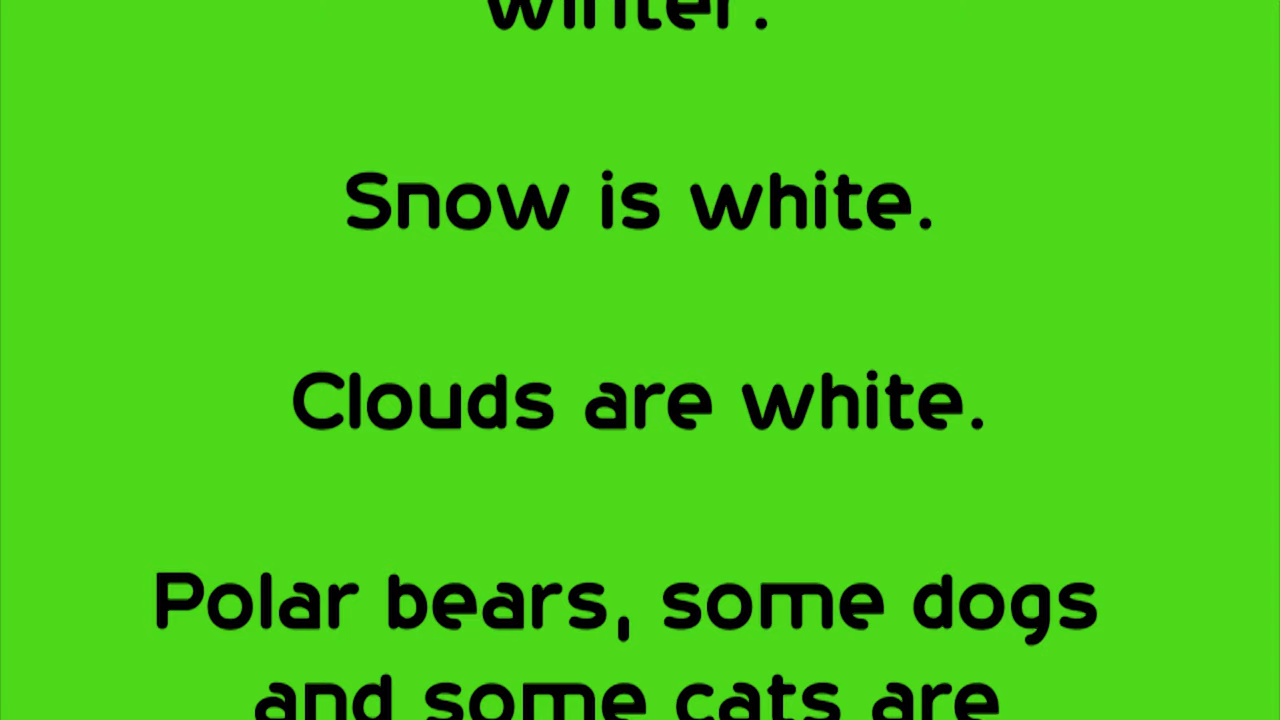 winter.
Snow is white.
Clouds are white.
Polar bears, some dogs
and some cats are